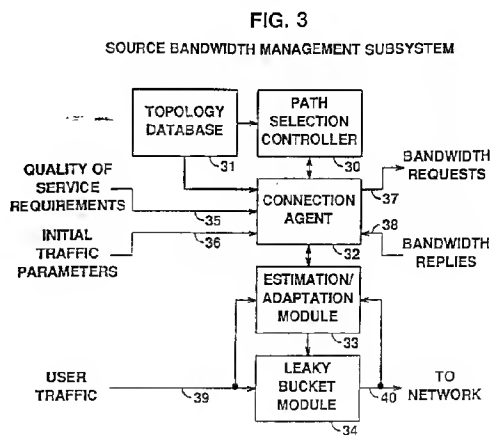 FIG. 3
SOURCE BANDWIDTH MANAGEMENT SUBSYSTEM
TOPOLOGY
DATABASE
31
PATH
SELECTION
CONTROLLER
30
BANDWIDTH
REQUESTS
37
QUALITY OF
SERVICE
REQUIREMENTS
35
CONNECTION
AGENT
32
38
INITIAL
TRAFFIC
PARAMETERS
36
BANDWIDTH
REPLIES
ESTIMATION/
ADAPTATION
MODULE
33
USER
TRAFFIC
39
LEAKY
BUCKET
MODULE
34
40
TO
NETWORK